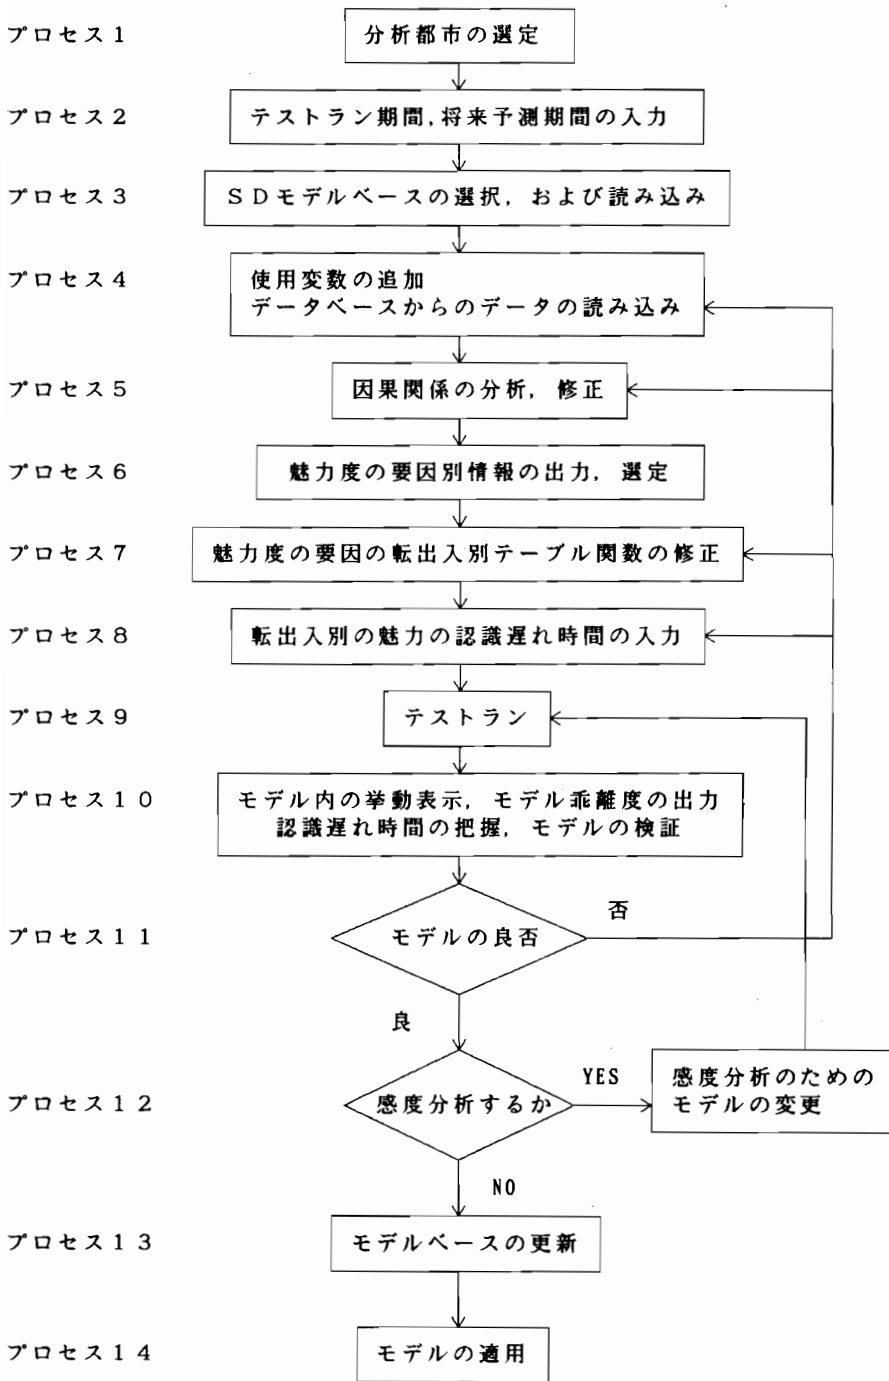 プロセス1 分析都市の選定
プロセス2 テストラン期間,将来予測期間の入力
プロセス3 SDモデルベースの選択, および読み込み
プロセス4 使用変数の追加
データベースからのデータの読み込み
プロセス5 因果関係の分析, 修正
プロセス6 魅力度の要因別情報の出力, 選定
プロセス7 魅力度の要因の転出入別テーブル関数の修正
プロセス8 転出入別の魅力の認識遅れ時間の入力
プロセス9 テストラン
プロセス10 モデル内の挙動表示, モデル乖離度の出力
認識遅れ時間の把握, モデルの検証
否
プロセス11 モデルの良否
良
YES 感度分析のための
プロセス12 感度分析するか モデルの変更
NO
プロセス13 モデルベースの更新
プロセス14 モデルの適用